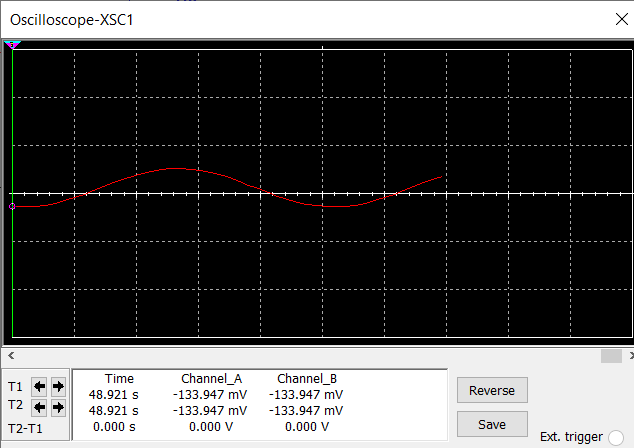 Oscilloscope-XSC1
Time Channel_A Channel_B
T1 48.921 s -133.947 mV -133.947 mV
T2 48.921 s -133.947 mV -133.947 mV
T2-T1 0.000 s 0.000 V 0.000 V
Reverse
Save
Ext. trigger